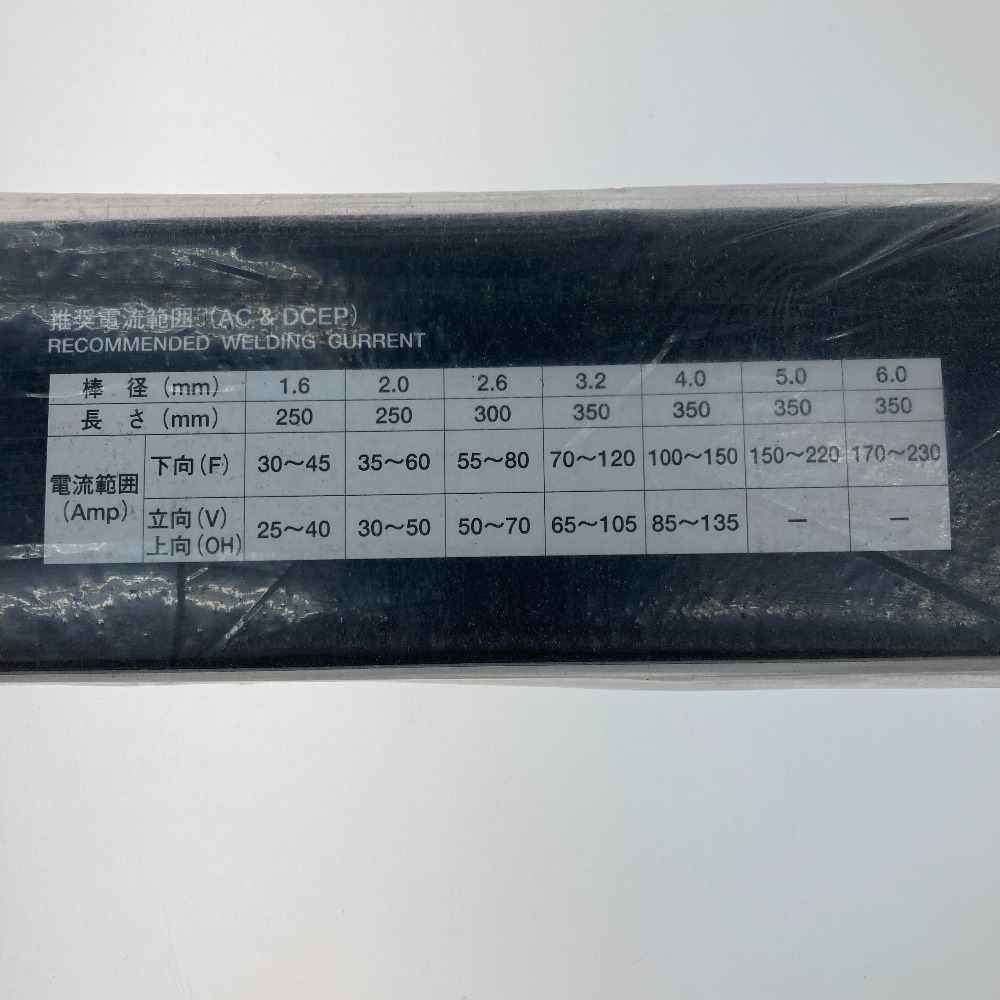 推奨電流範囲（AC & DCEP）
RECOMMENDED WELDING CURRENT
棒 径（mm） 1.6 2.0 2.6 3.2 4.0 5.0 6.0
長 さ（mm） 250 250 300 350 350 350 350
電流範囲（Amp） 下向（F） 30～45 35～60 55～80 70～120 100～150 150～220 170～230
立向（V）上向（OH） 25～40 30～50 50～70 65～105 85～135 － －